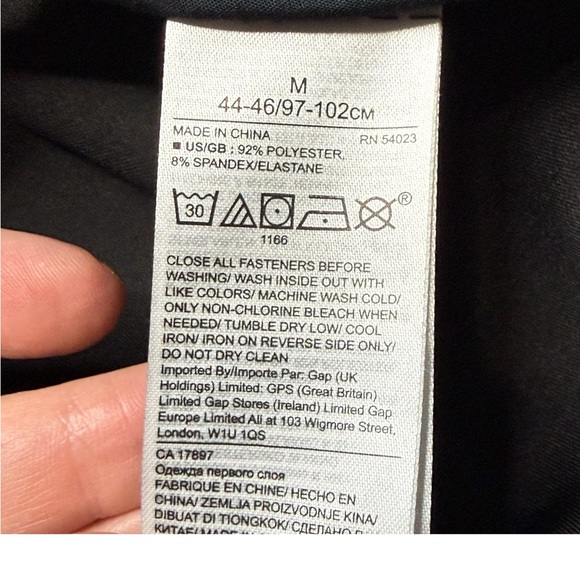 M
44-46/97-102СМ
MADE IN CHINA RN 54023
■ US/GB : 92% POLYESTER,
8% SPANDEX/ELASTANE
30 ®
1166
CLOSE ALL FASTENERS BEFORE
WASHING/ WASH INSIDE OUT WITH
LIKE COLORS/ MACHINE WASH COLD/
ONLY NON-CHLORINE BLEACH WHEN
NEEDED/ TUMBLE DRY LOW/ COOL
IRON/ IRON ON REVERSE SIDE ONLY/
DO NOT DRY CLEAN
Imported By/Importe Par: Gap (UK
Holdings) Limited: GPS (Great Britain)
Limited Gap Stores (Ireland) Limited Gap
Europe Limited All at 103 Wigmore Street,
London, W1U 1QS
CA 17897
Одежда первого слоя
FABRIQUE EN CHINE/ HECHO EN
CHINA/ ZEMLJA PROIZVODNJE KINA/
DIBUAT DI TIONGKOK/ СДЕЛАНО
КИТАЕ/ MADE IN